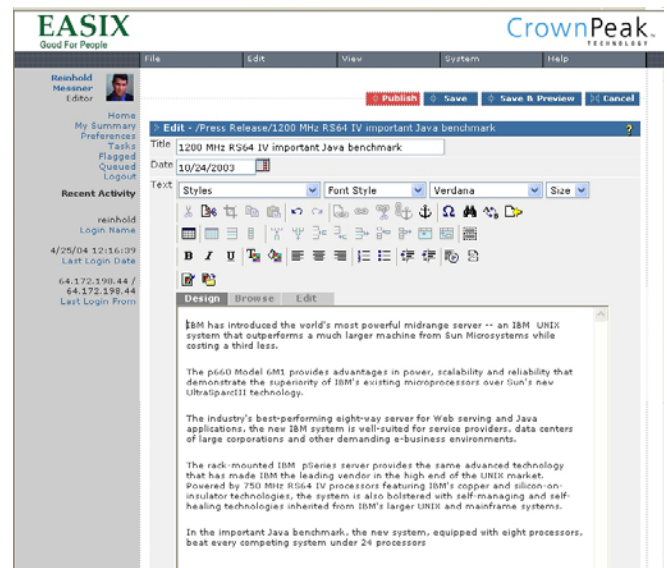 EASIX
Good For People
CrownPeak
TECHNOLOGY
File Edit View System Help
Reinhold
Messner
Editor
Home
My Summary
Preferences
Tasks
Flagged
Queued
Logout
Recent Activity
reinhold
Login Name
4/25/04 12:16:09
Last Login Date
64.172.198.44 /
64.172.198.44
Last Login From
Publish Save Save & Preview Cancel
> Edit - /Press Release/1200 MHz RS64 IV important Java benchmark ?
Title 1200 MHz RS64 IV important Java benchmark
Date 10/24/2003
Text Styles Font Style Verdana Size
Design Browse Edit
IBM has introduced the world's most powerful midrange server -- an IBM UNIX
system that outperforms a much larger machine from Sun Microsystems while
costing a third less.
The p660 Model 6M1 provides advantages in power, scalability and reliability that
demonstrate the superiority of IBM's existing microprocessors over Sun's new
UltraSparcIII technology.
The industry's best-performing eight-way server for Web serving and Java
applications, the new IBM system is well-suited for service providers, data centers
of large corporations and other demanding e-business environments.
The rack-mounted IBM pSeries server provides the same advanced technology
that has made IBM the leading vendor in the high end of the UNIX market.
Powered by 750 MHz RS64 IV processors featuring IBM's copper and silicon-on-
insulator technologies, the system is also bolstered with self-managing and self-
healing technologies inherited from IBM's larger UNIX and mainframe systems.
In the important Java benchmark, the new system, equipped with eight processors,
beat every competing system under 24 processors